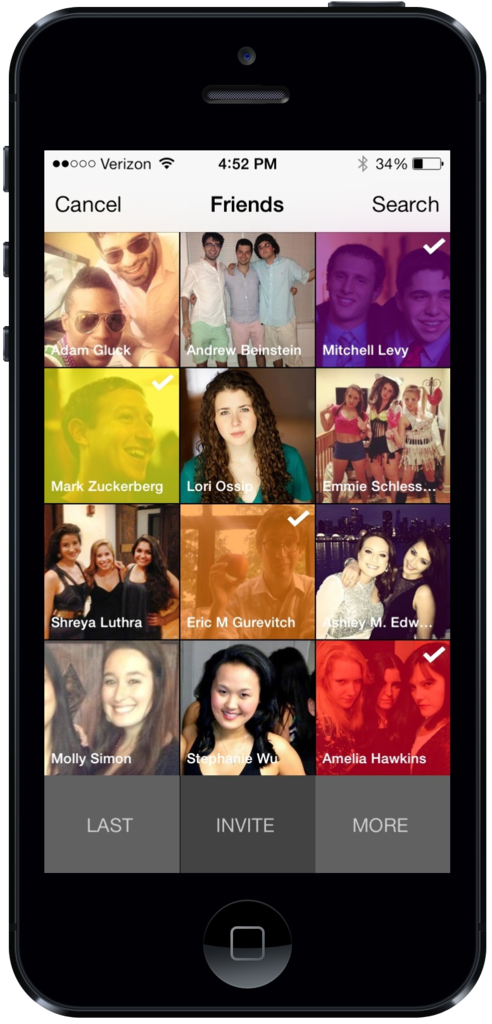 Verizon 4:52 PM 34%
Cancel Friends Search
Adam Gluck Andrew Beinstein Mitchell Levy
Mark Zuckerberg Lori Ossip Emmie Schless...
Shreya Luthra Eric M Gurevitch Ashley M. Edw...
Molly Simon Stephanie Wu Amelia Hawkins
LAST INVITE MORE